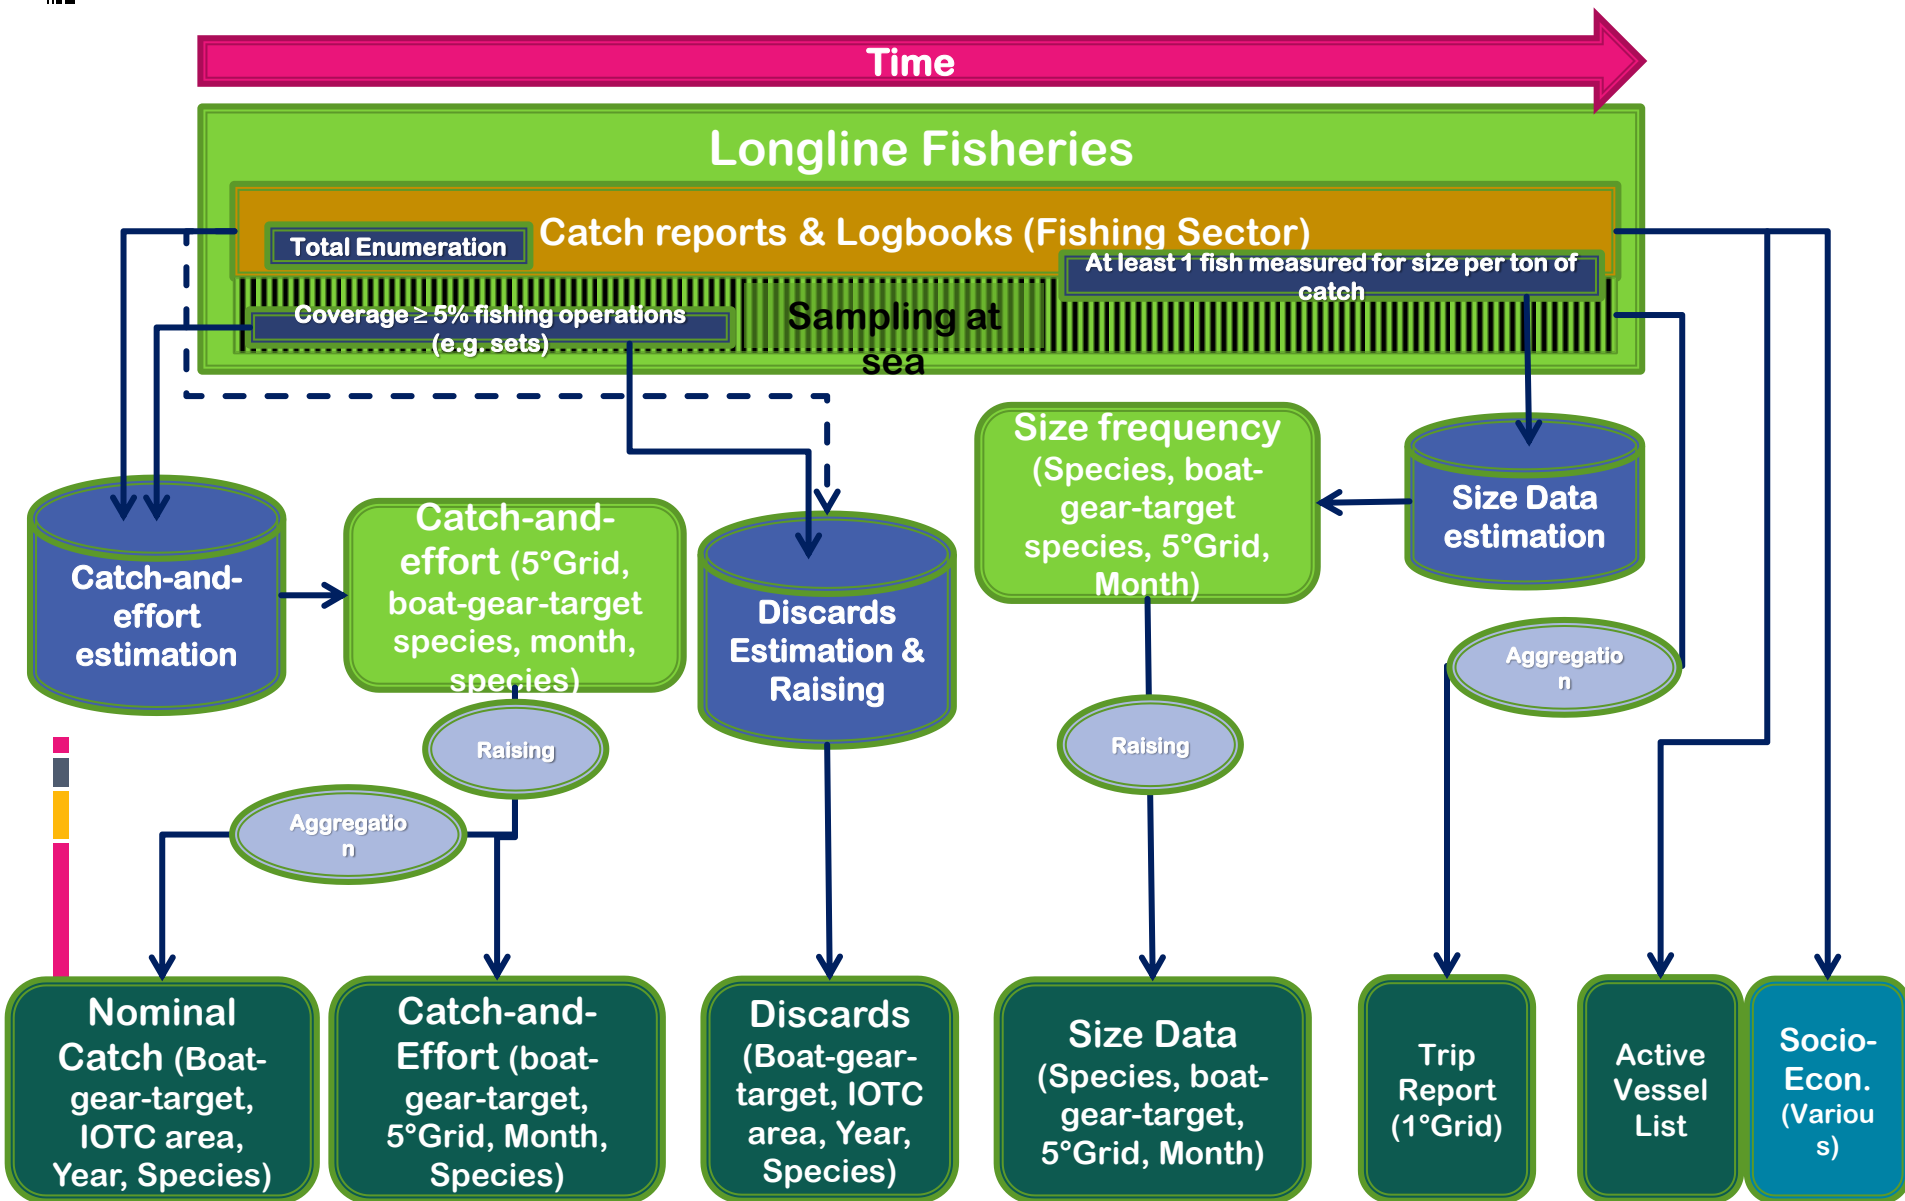 Time
Longline Fisheries
Catch reports & Logbooks (Fishing Sector)
Total Enumeration
At least 1 fish measured for size per ton of
catch
Coverage ≥ 5% fishing operations
(e.g. sets)
Sampling at
sea
Catch-and-
effort
estimation
Catch-and-
effort (5°Grid,
boat-gear-target
species, month,
species)
Discards
Estimation &
Raising
Size frequency
(Species, boat-
gear-target
species, 5°Grid,
Month)
Size Data
estimation
Aggregatio
n
Raising
Raising
Aggregatio
n
Nominal
Catch (Boat-
gear-target,
IOTC area,
Year, Species)
Catch-and-
Effort (boat-
gear-target,
5°Grid, Month,
Species)
Discards
(Boat-gear-
target, IOTC
area, Year,
Species)
Size Data
(Species, boat-
gear-target,
5°Grid, Month)
Trip
Report
(1°Grid)
Active
Vessel
List
Socio-
Econ.
(Variou
s)